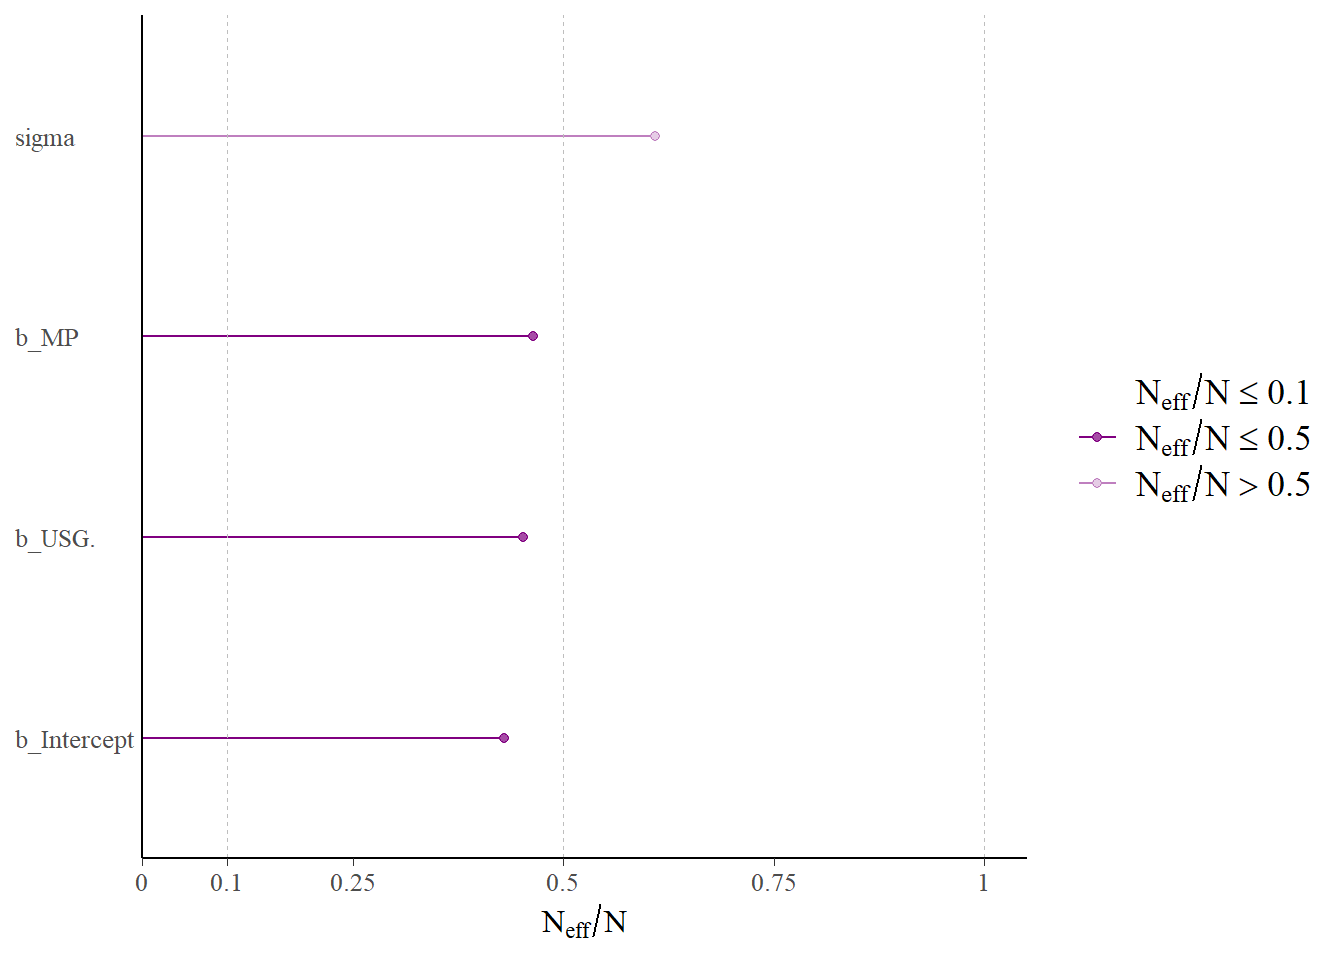 sigma
b_MP
b_USG.
b_Intercept
0 0.1 0.25 0.5 0.75 1
Neff/N
Neff/N ≤ 0.1
Neff/N ≤ 0.5
Neff/N > 0.5